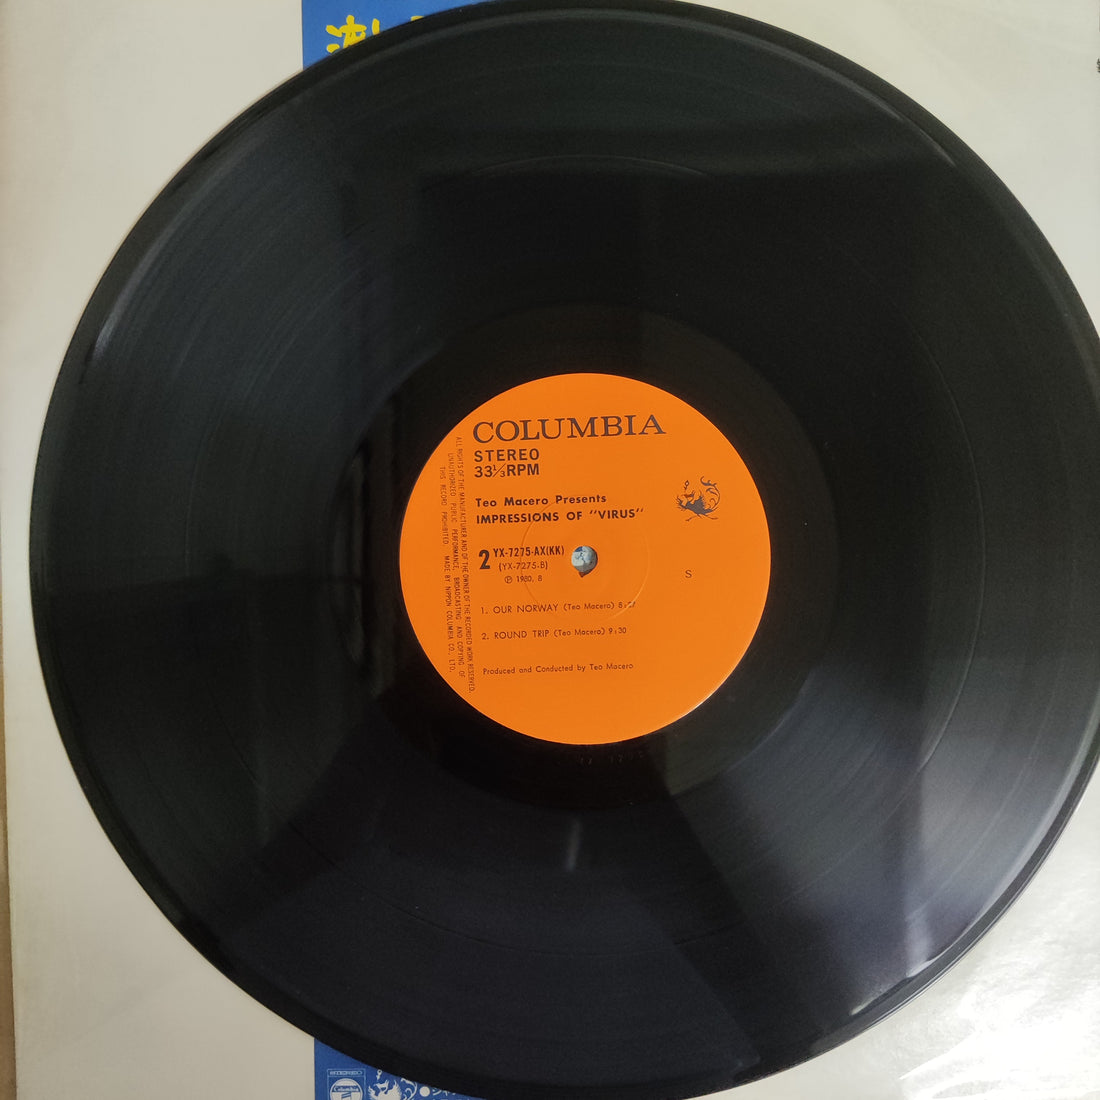 COLUMBIA
STEREO
33⅓RPM
Teo Macero Presents
IMPRESSIONS OF "VIRUS"
2 YX-7275-AX(KK)
(YX-7275-B)
Ⓟ 1980. 8
S
1. OUR NORWAY (Teo Macero)
2. ROUND TRIP (Teo Macero) 9:30
Produced and Conducted by Teo Macero
ALL RIGHTS OF THE MANUFACTURER AND OF THE OWNER OF THE RECORDED WORK RESERVED.
UNAUTHORIZED PUBLIC PERFORMANCE, BROADCASTING AND COPYING OF
THIS RECORD PROHIBITED. MADE BY NIPPON COLUMBIA CO., LTD.
STEREO
Columbia